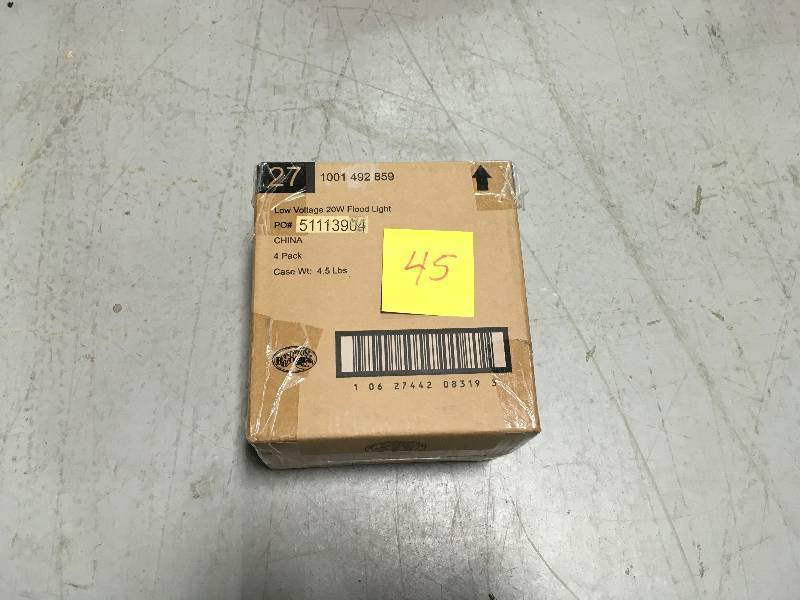 27 1001 492 859
Low Voltage 20W Flood Light
PO# 51113904
CHINA
4 Pack
Case Wt: 4.5 Lbs
45
1 06 27442 08319 3